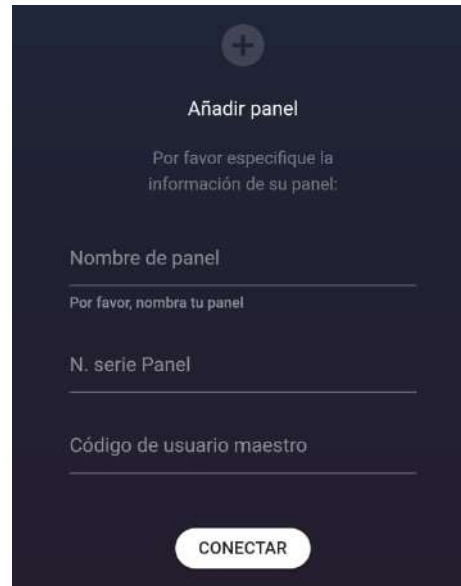 Añadir panel
Por favor especifique la
información de su panel:
Nombre de panel
Por favor, nombra tu panel
N. serie Panel
Código de usuario maestro
CONECTAR